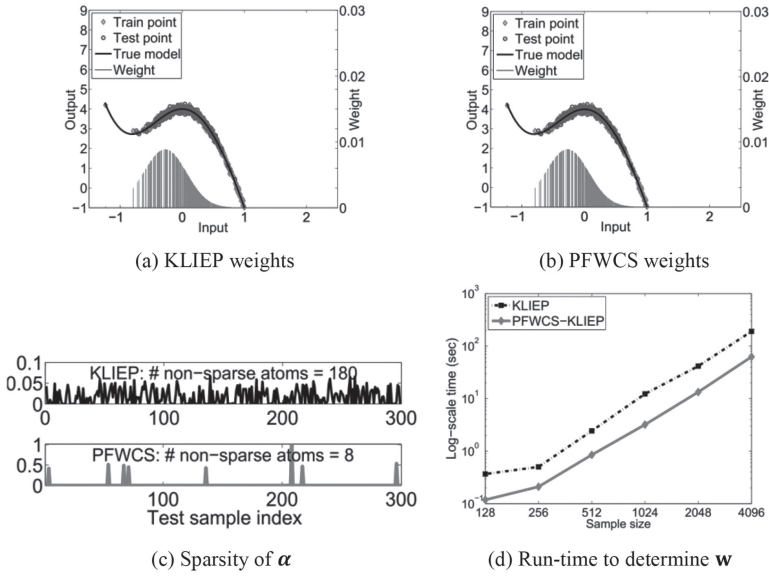 9
8
7
6
5
4
3
2
1
0
−1
Output
Train point
Test point
True model
Weight
0.03
0.02
0.01
0
Weight
−1 0 1 2
Input
(a) KLIEP weights
9
8
7
6
5
4
3
2
1
0
−1
Output
Train point
Test point
True model
Weight
0.03
0.02
0.01
0
Weight
−1 0 1 2
Input
(b) PFWCS weights
0.1
0.05
0
KLIEP: # non-sparse atoms = 180
100 200 300
1
0.5
0
PFWCS: # non-sparse atoms = 8
100 200 300
Test sample index
(c) Sparsity of α
10³
10²
10¹
10⁰
10⁻¹
Log−scale time (sec)
KLIEP
PFWCS−KLIEP
128 256 512 1024 2048 4096
Sample size
(d) Run-time to determine w